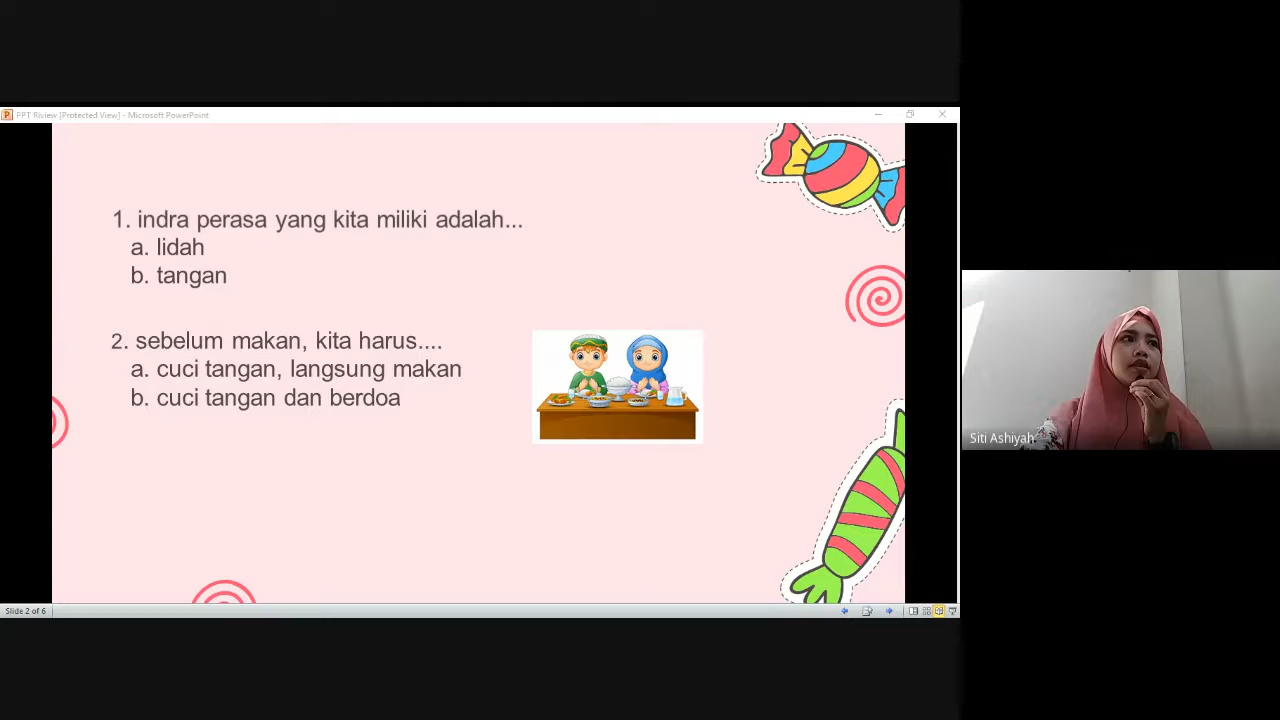 PPT Riview [Protected View] - Microsoft PowerPoint
1. indra perasa yang kita miliki adalah...
a. lidah
b. tangan
2. sebelum makan, kita harus....
a. cuci tangan, langsung makan
b. cuci tangan dan berdoa
Siti Ashiyah
Slide 2 of 6